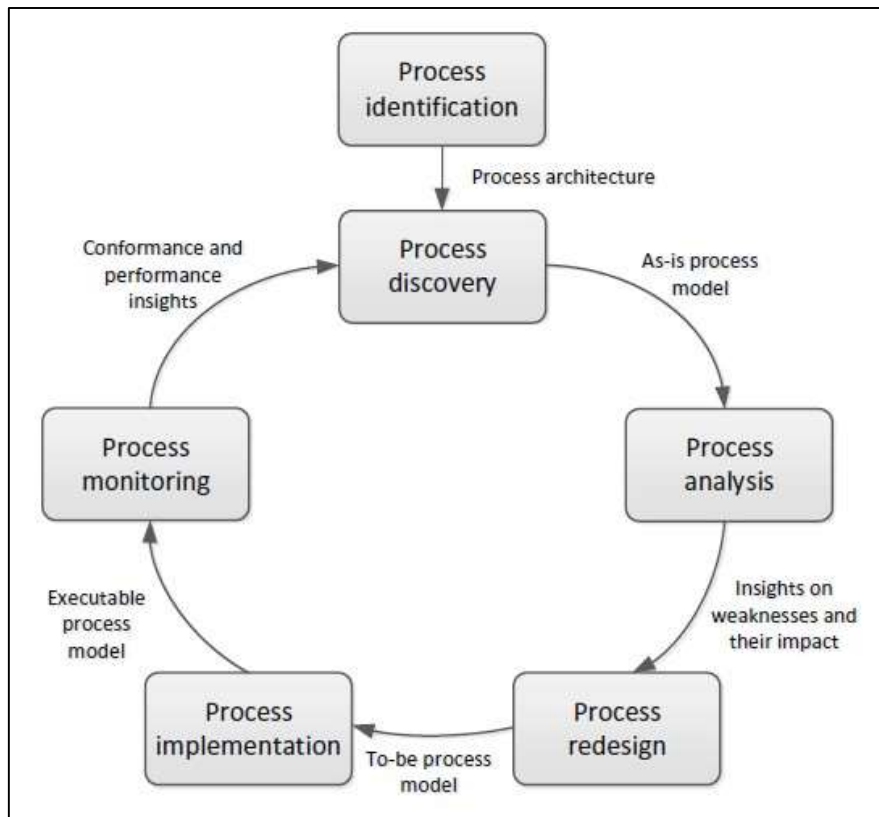 Process
identification
Process architecture
Process
discovery
As-is process
model
Process
analysis
Insights on
weaknesses and
their impact
Process
redesign
To-be process
model
Process
implementation
Executable
process
model
Process
monitoring
Conformance and
performance
insights